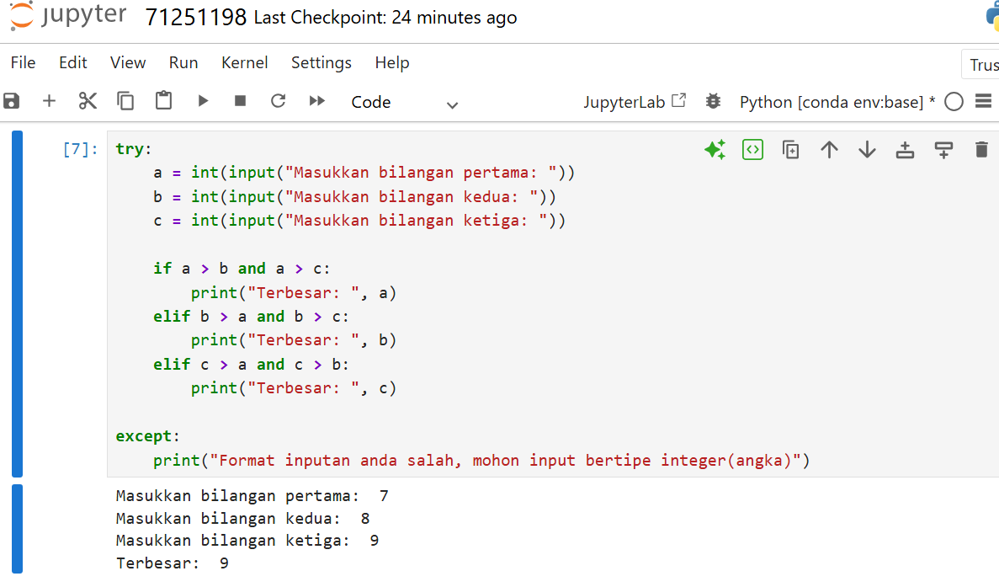 jupyter 71251198 Last Checkpoint: 24 minutes ago
File Edit View Run Kernel Settings Help
Trus
Code JupyterLab Python [conda env:base] *
[7]: try:
    a = int(input("Masukkan bilangan pertama: "))
    b = int(input("Masukkan bilangan kedua: "))
    c = int(input("Masukkan bilangan ketiga: "))
    if a > b and a > c:
        print("Terbesar: ", a)
    elif b > a and b > c:
        print("Terbesar: ", b)
    elif c > a and c > b:
        print("Terbesar: ", c)
except:
    print("Format inputan anda salah, mohon input bertipe integer(angka)")
Masukkan bilangan pertama:  7
Masukkan bilangan kedua:  8
Masukkan bilangan ketiga:  9
Terbesar:  9